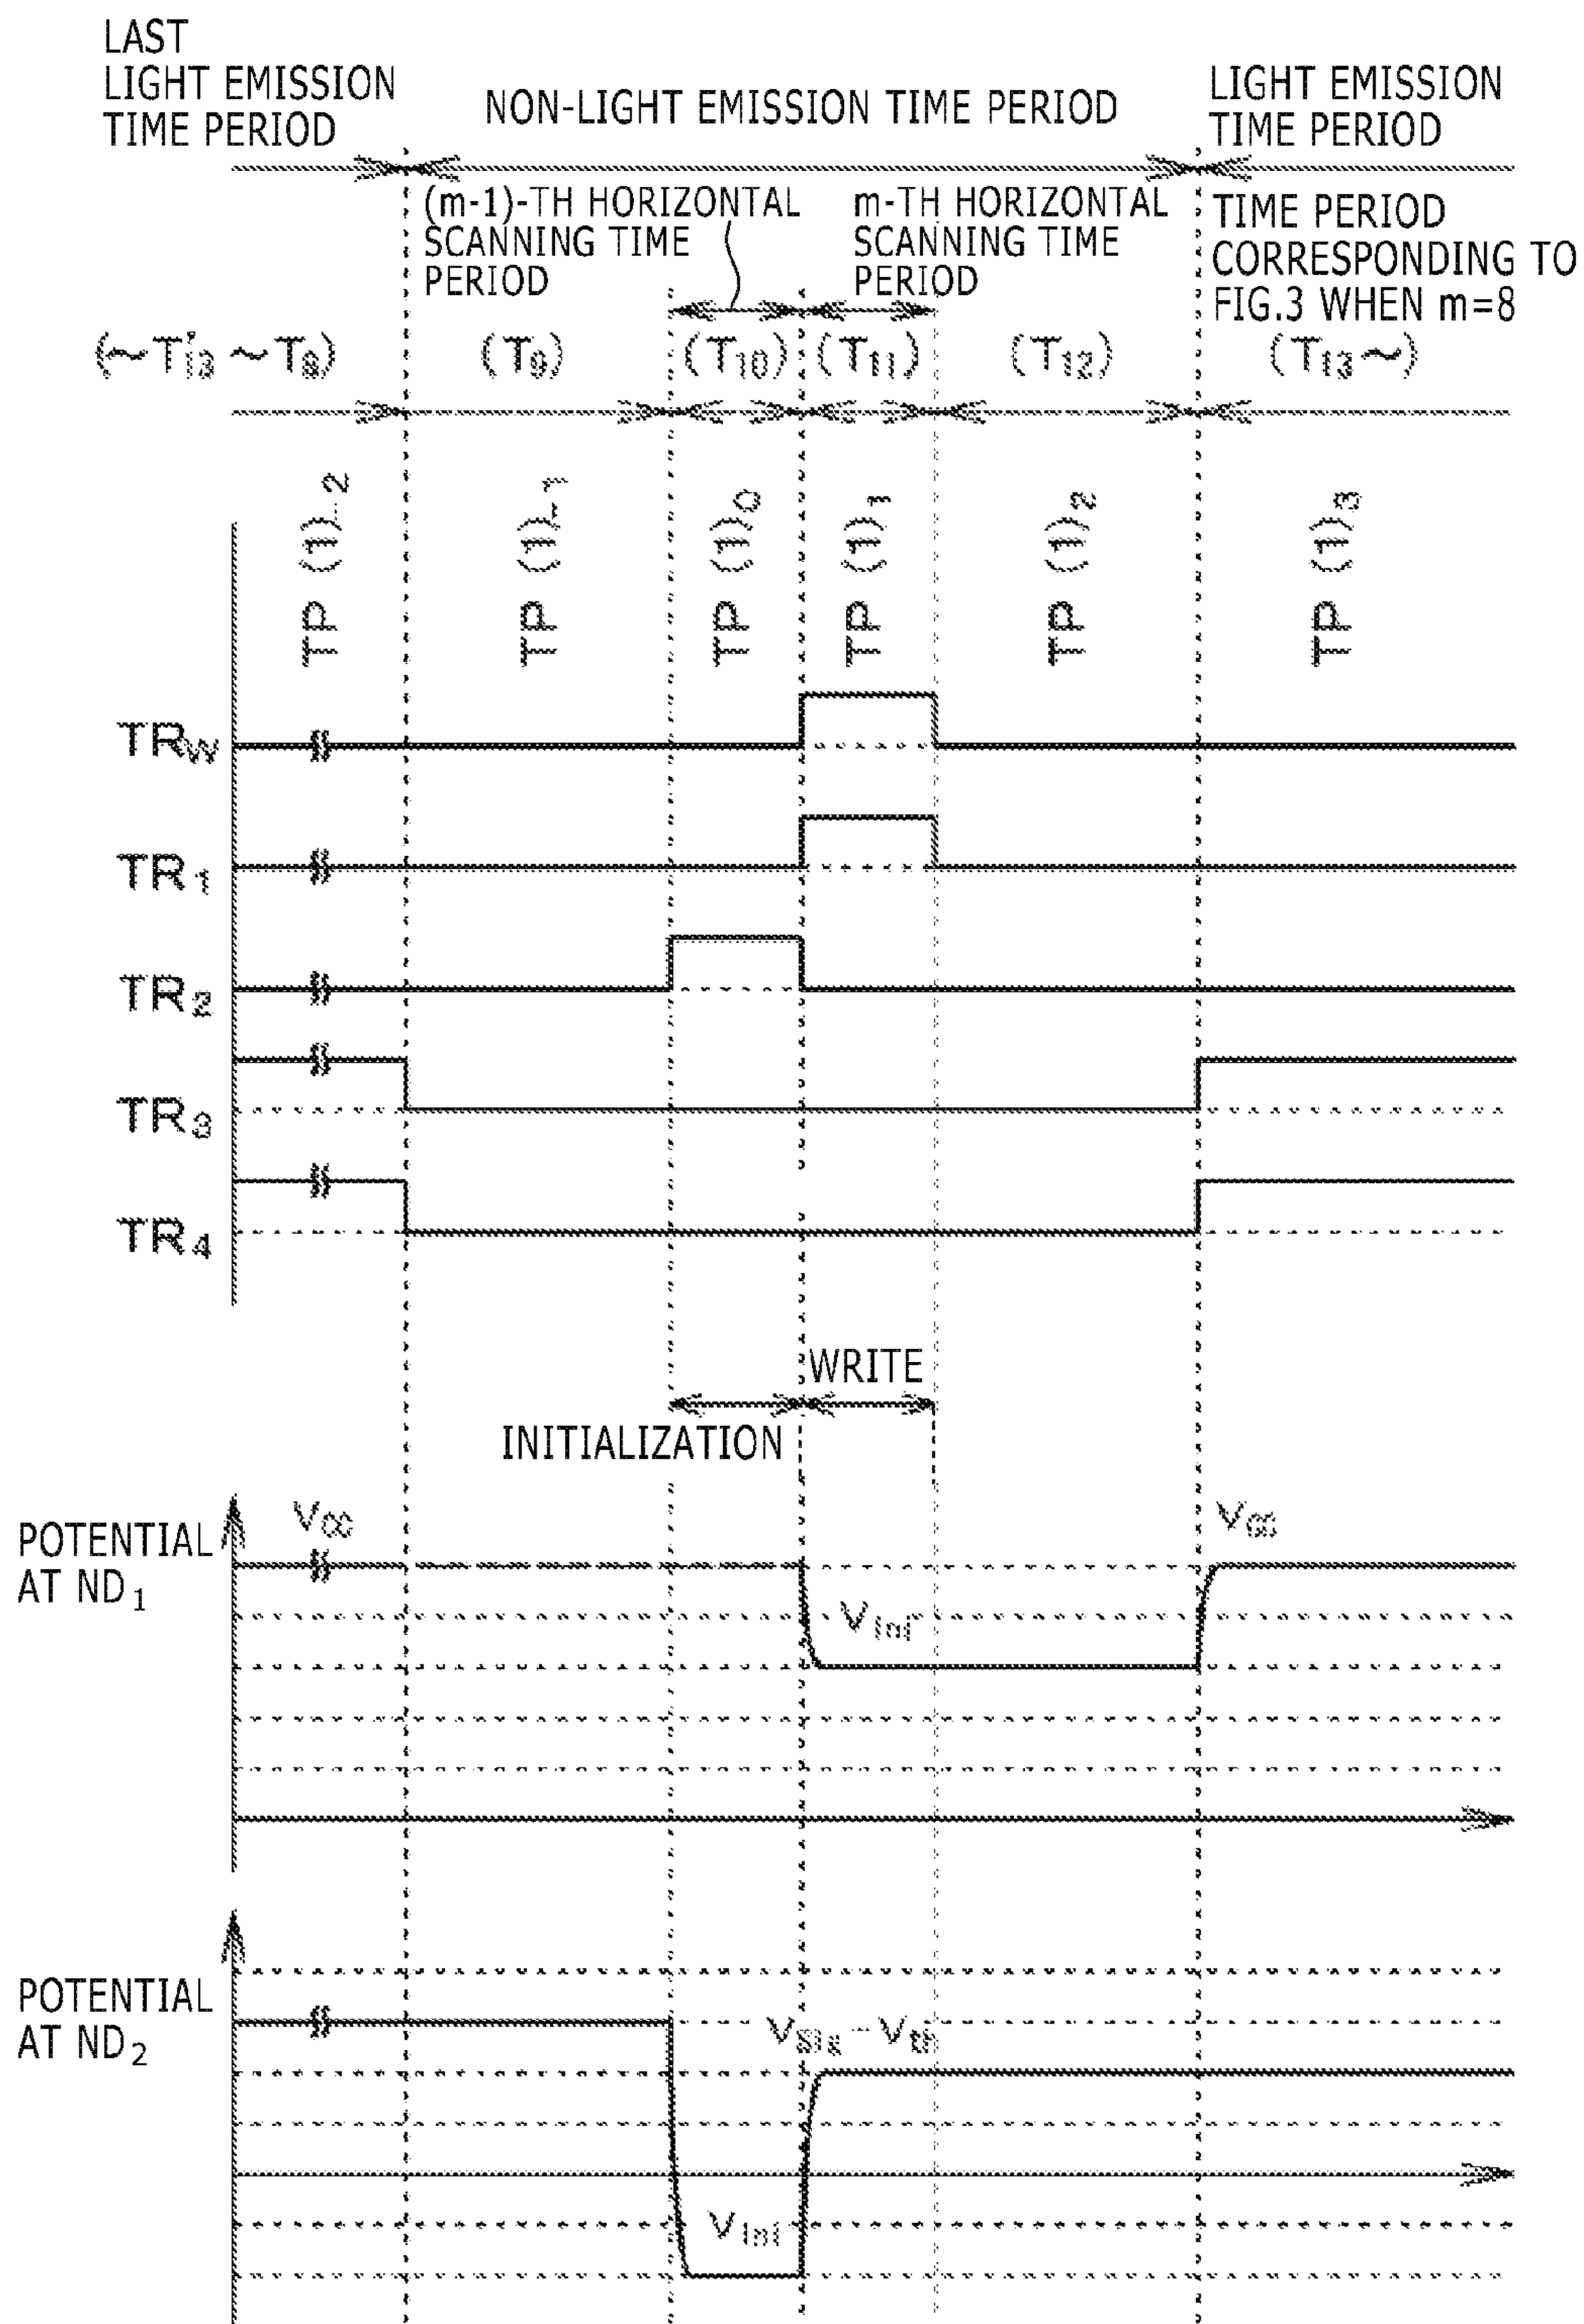 LAST
LIGHT EMISSION
TIME PERIOD
NON-LIGHT EMISSION TIME PERIOD
LIGHT EMISSION
TIME PERIOD
(m-1)-TH HORIZONTAL
SCANNING TIME
PERIOD
m-TH HORIZONTAL
SCANNING TIME
PERIOD
TIME PERIOD
CORRESPONDING TO
FIG.3 WHEN m=8
(~T'13 ~T8)
(T9)
(T10)
(T11)
(T12)
(T13~)
TP (1)-2
TP (1)-1
TP (1)0
TP (1)1
TP (1)2
TP (1)3
TRW
TR1
TR2
TR3
TR4
WRITE
INITIALIZATION
POTENTIAL
AT ND1
VCC
VCC
VIni
POTENTIAL
AT ND2
VSig-Vth
VIni